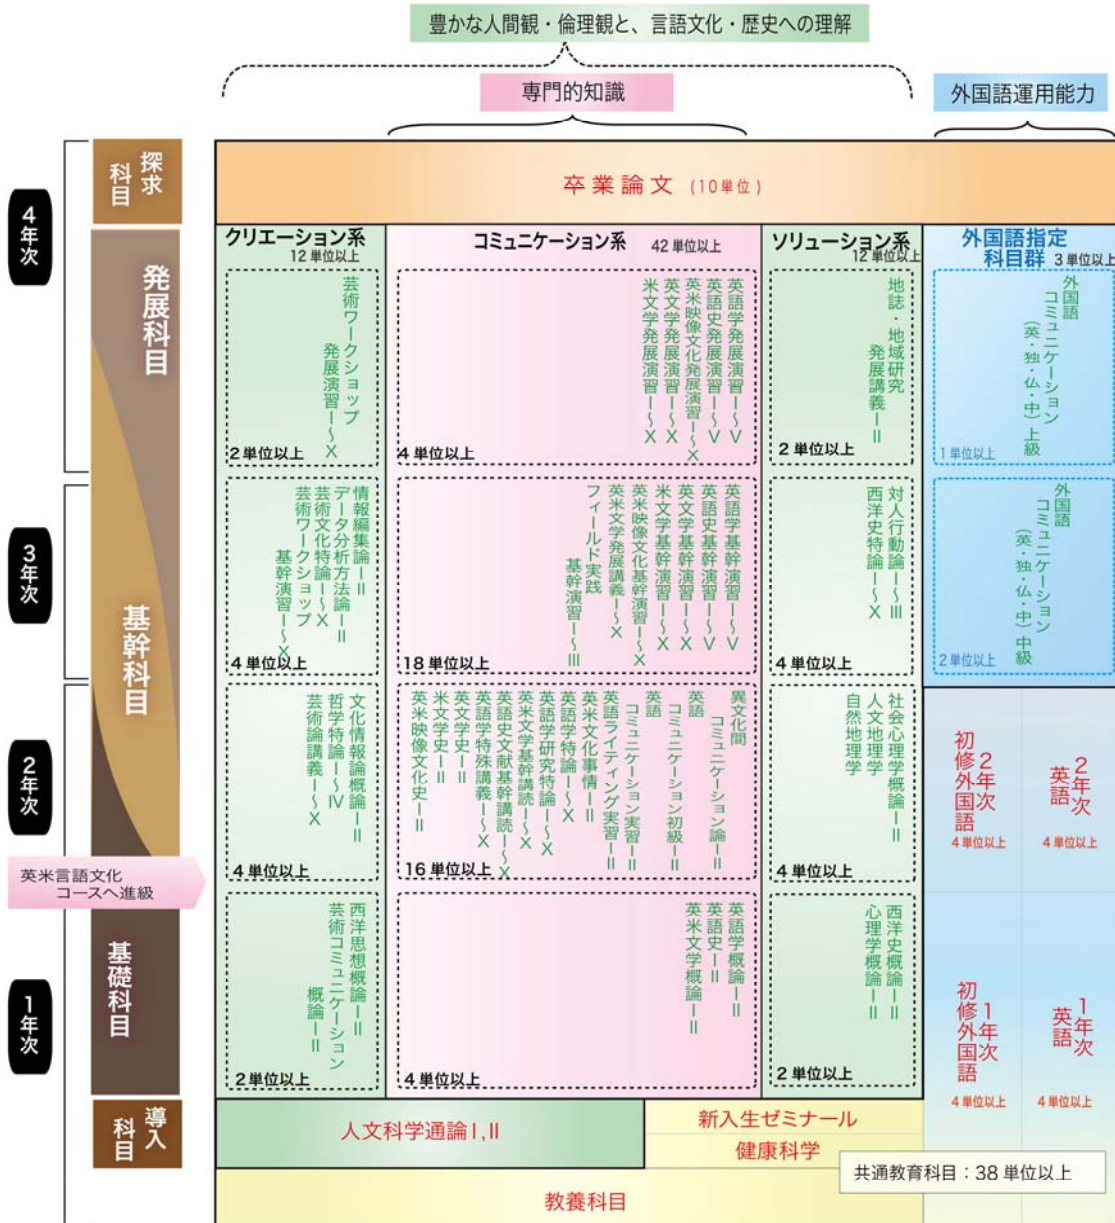 豊かな人間観・倫理観と、言語文化・歴史への理解
専門的知識
外国語運用能力
4年次
3年次
2年次
英米言語文化
コースへ進級
1年次
探求
科目
発展科目
基幹科目
基礎科目
導入
科目
卒業論文 (10単位)
クリエーション系
12単位以上
芸術ワークショップ
発展演習I〜X
2単位以上
情報編集論I-II
データ分析方法論I-II
芸術文化特論I〜X
芸術ワークショップ
基幹演習I〜X
4単位以上
文化情報論概論I-II
哲学特論I〜IV
芸術論講義I〜X
4単位以上
西洋思想概論I-II
芸術コミュニケーション
概論I-II
2単位以上
コミュニケーション系
42単位以上
英語学発展演習I〜V
英語史発展演習I〜V
英米映像文化発展演習I〜X
英文学発展演習I〜X
米文学発展演習I〜X
4単位以上
英語学基幹演習I〜V
英語史基幹演習I〜V
英文学基幹演習I〜X
米文学基幹演習I〜X
英米映像文化基幹演習I〜X
英米文学発展講義I〜X
フィールド実践
基幹演習I〜III
18単位以上
異文化間
コミュニケーション論I-II
英語
コミュニケーション初級I-II
英語
コミュニケーション実習I-II
英語ライティング実習I-II
英米文化事情I-II
英語学特論I〜X
英語学研究特論I〜X
英米文学基幹講読I〜X
英語史文献基幹講読I〜X
英語学特殊講義I〜X
英文学史I-II
米文学史I-II
英米映像文化史I-II
16単位以上
英語学概論I-II
英語史I-II
英米文学概論I-II
4単位以上
ソリューション系
12単位以上
地誌・地域研究
発展講義I-II
2単位以上
対人行動論I〜III
西洋史特論I〜X
4単位以上
社会心理学概論I-II
人文地理学
自然地理学
4単位以上
西洋史概論I-II
心理学概論I-II
2単位以上
外国語指定
科目群 3単位以上
外国語
コミュニケーション
(英・独・仏・中)上級
1単位以上
外国語
コミュニケーション
(英・独・仏・中)中級
2単位以上
2年次
初修外国語
4単位以上
2年次
英語
4単位以上
1年次
初修外国語
4単位以上
1年次
英語
4単位以上
人文科学通論I,II
新入生ゼミナール
健康科学
共通教育科目：38単位以上
教養科目